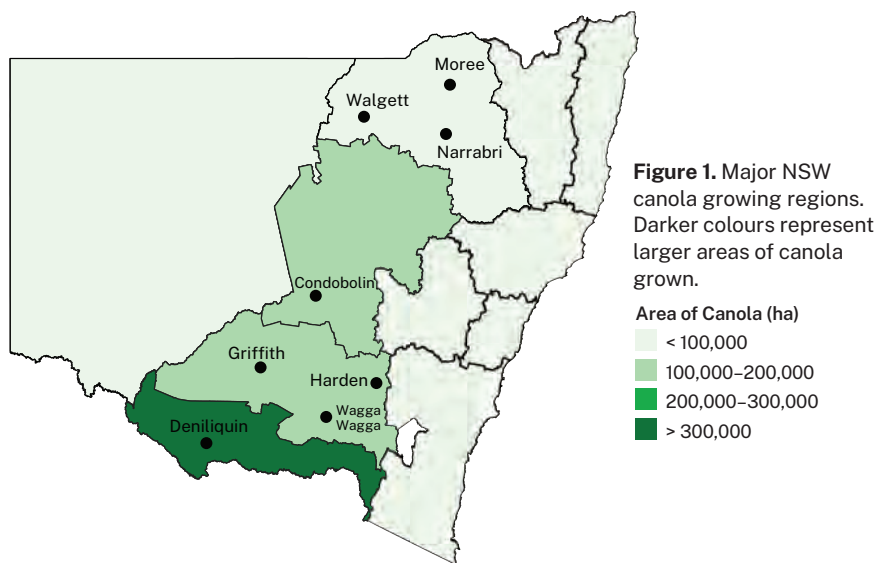 Moree
Walgett
Narrabri
Condobolin
Griffith
Harden
Wagga
Wagga
Deniliquin
Figure 1. Major NSW
canola growing regions.
Darker colours represent
larger areas of canola
grown.
Area of Canola (ha)
< 100,000
100,000–200,000
200,000–300,000
> 300,000